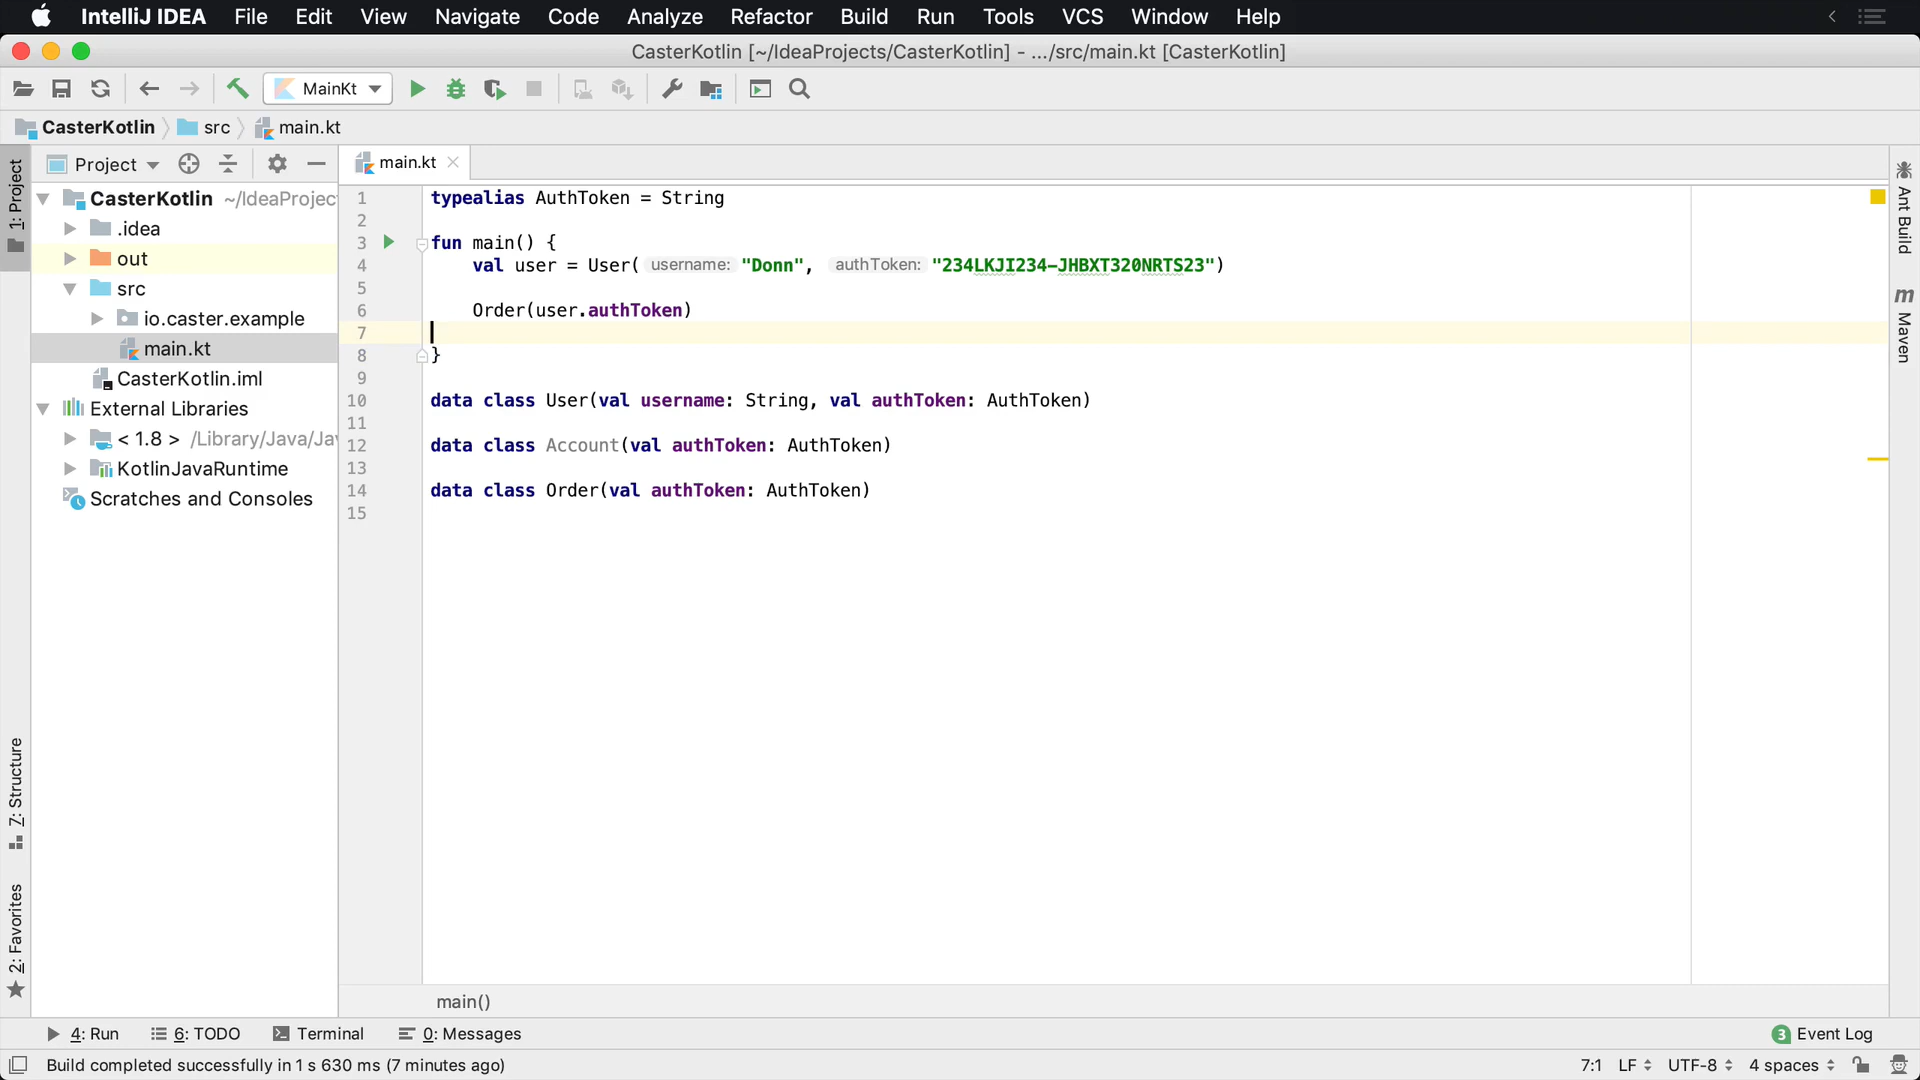 IntelliJ IDEA File Edit View Navigate Code Analyze Refactor Build Run Tools VCS Window Help
CasterKotlin [~/IdeaProjects/CasterKotlin] - .../src/main.kt [CasterKotlin]
MainKt
CasterKotlin src main.kt
1: Project
Project
CasterKotlin ~/IdeaProjec
.idea
out
src
io.caster.example
main.kt
CasterKotlin.iml
External Libraries
< 1.8 > /Library/Java/Ja
KotlinJavaRuntime
Scratches and Consoles
Z: Structure
2: Favorites
main.kt
1 typealias AuthToken = String
2
3 fun main() {
4 val user = User( username: "Donn", authToken: "234LKJI234-JHBXT320NRTS23")
5
6 Order(user.authToken)
7
8 }
9
10 data class User(val username: String, val authToken: AuthToken)
11
12 data class Account(val authToken: AuthToken)
13
14 data class Order(val authToken: AuthToken)
15
main()
Ant Build
m Maven
4: Run 6: TODO Terminal 0: Messages 3 Event Log
Build completed successfully in 1 s 630 ms (7 minutes ago) 7:1 LF UTF-8 4 spaces